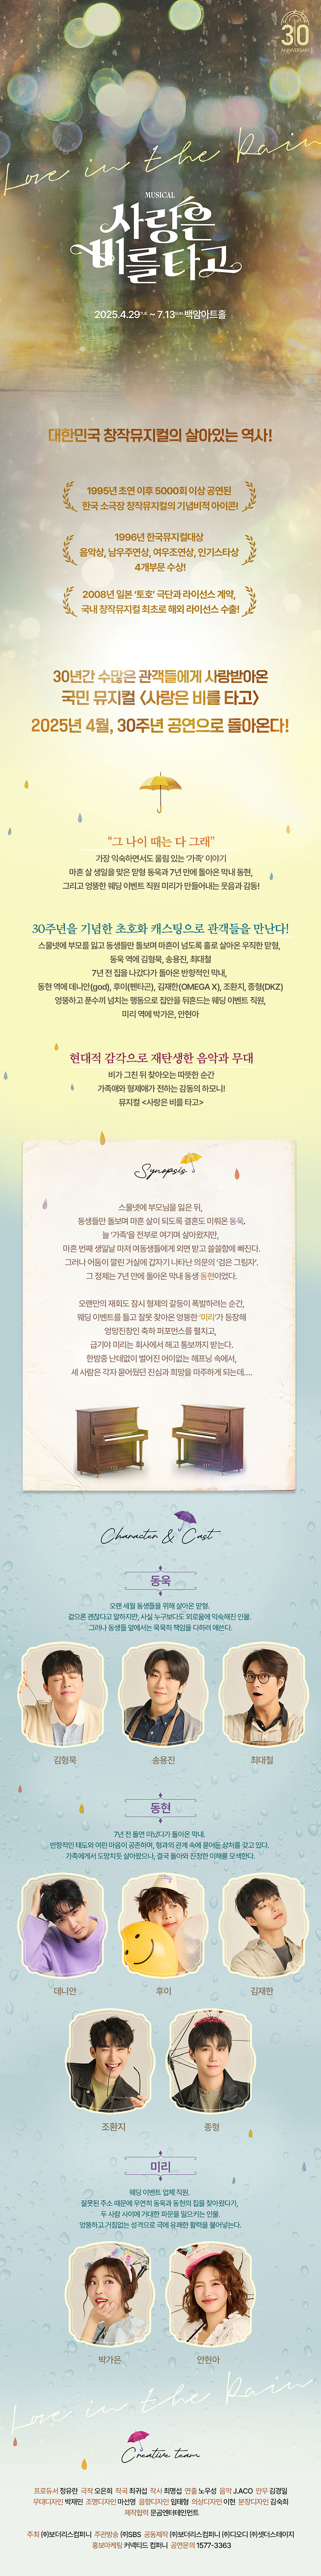 30
ANNIVERSARY
Love in the Rain
MUSICAL
사랑은
비를 타고
2025.4.29TUE ~ 7.13SUN 백암아트홀
대한민국 창작뮤지컬의 살아있는 역사!
1995년 초연 이후 5000회 이상 공연된
한국 소극장 창작뮤지컬의 기념비적 아이콘!
1996년 한국뮤지컬대상
음악상, 남우주연상, 여우조연상, 인기스타상
4개부문 수상!
2008년 일본 '토호' 극단과 라이선스 계약,
국내 창작뮤지컬 최초로 해외 라이선스 수출!
30년간 수많은 관객들에게 사랑받아온
국민 뮤지컬 <사랑은 비를 타고>
2025년 4월, 30주년 공연으로 돌아온다!
“그 나이 때는 다 그래”
가장 익숙하면서도 울림 있는 '가족' 이야기
마흔 살 생일을 맞은 맏형 동욱과 7년 만에 돌아온 막내 동현,
그리고 엉뚱한 웨딩 이벤트 직원 미리가 만들어내는 웃음과 감동!
30주년을 기념한 초호화 캐스팅으로 관객들을 만난다!
스물넷에 부모를 잃고 동생들만 돌보며 마흔이 넘도록 홀로 살아온 우직한 맏형,
동욱 역에 김형묵, 송용진, 최대철
7년 전 집을 나갔다가 돌아온 반항적인 막내,
동현 역에 데니안(god), 후이(펜타곤), 김재한(OMEGA X), 조환지, 종형(DKZ)
엉뚱하고 푼수끼 넘치는 행동으로 집안을 뒤흔드는 웨딩 이벤트 직원,
미리 역에 박가은, 안현아
현대적 감각으로 재탄생한 음악과 무대
비가 그친 뒤 찾아오는 따뜻한 순간
가족애와 형제애가 전하는 감동의 하모니!
뮤지컬 <사랑은 비를 타고>
Synopsis
스물넷에 부모님을 잃은 뒤,
동생들만 돌보며 마흔 살이 되도록 결혼도 미뤄온 동욱.
늘 '가족'을 전부로 여기며 살아왔지만,
마흔 번째 생일날 마저 여동생들에게 외면 받고 쓸쓸함에 빠진다.
그러나 어둠이 깔린 거실에 갑자기 나타난 의문의 '검은 그림자'.
그 정체는 7년 만에 돌아온 막내 동생 동현이었다.
오랜만의 재회도 잠시 형제의 갈등이 폭발하려는 순간,
웨딩 이벤트를 들고 잘못 찾아온 엉뚱한 '미리'가 등장해
엉망진창인 축하 퍼포먼스를 펼치고,
급기야 미리는 회사에서 해고 통보까지 받는다.
한밤중 난데없이 벌어진 어이없는 해프닝 속에서,
세 사람은 각자 묻어뒀던 진심과 희망을 마주하게 되는데....
Character & Cast
동욱
오랜 세월 동생들을 위해 살아온 맏형.
겉으론 괜찮다고 말하지만, 사실 누구보다도 외로움에 익숙해진 인물.
그러나 동생들 앞에서는 묵묵히 책임을 다하려 애쓴다.
김형묵
송용진
최대철
동현
7년 전 돌연 떠났다가 돌아온 막내.
반항적인 태도와 여린 마음이 공존하며, 형과의 관계 속에 묻어둔 상처를 갖고 있다.
가족에게서 도망치듯 살아왔으나, 결국 돌아와 진정한 이해를 모색한다.
데니안
후이
김재한
조환지
종형
미리
웨딩 이벤트 업체 직원.
잘못된 주소 때문에 우연히 동욱과 동현의 집을 찾아왔다가,
두 사람 사이에 거대한 파문을 일으키는 인물.
엉뚱하고 거침없는 성격으로 극에 유쾌한 활력을 불어넣는다.
박가은
안현아
Love in the Rain
Creative team
프로듀서 정유란 극작 오은희 작곡 최귀섭 작사 최명섭 연출 노우성 음악 J.ACO 안무 김경일
무대디자인 박재민 조명디자인 마선영 음향디자인 임태형 의상디자인 이현 분장디자인 김숙희
제작협력 문곰엔터테인먼트
주최 ㈜보더리스컴퍼니 주관방송 ㈜SBS 공동제작 ㈜보더리스컴퍼니 ㈜디오디 ㈜셋더스테이지
홍보마케팅 커넥티드 컴퍼니 공연문의 1577-3363